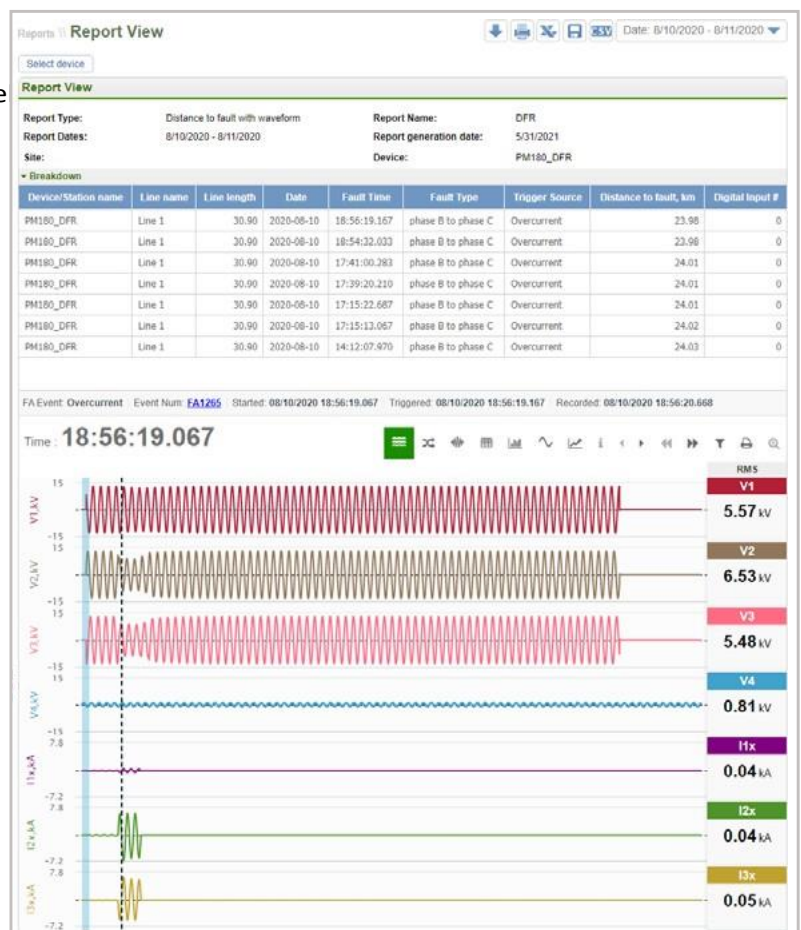 Reports \\ Report View
CSV
Date: 8/10/2020 - 8/11/2020
Select device
e
Report View
Report Type: Distance to fault with waveform Report Name: DFR
Report Dates: 8/10/2020 - 8/11/2020 Report generation date: 5/31/2021
Site: Device: PM180_DFR
Breakdown
Device/Station name Line name Line length Date Fault Time Fault Type Trigger Source Distance to fault, km Digital Input #
PM180_DFR Line 1 30.90 2020-08-10 18:56:19.167 phase B to phase C Overcurrent 23.98 0
PM180_DFR Line 1 30.90 2020-08-10 18:54:32.033 phase B to phase C Overcurrent 23.98 0
PM180_DFR Line 1 30.90 2020-08-10 17:41:00.283 phase B to phase C Overcurrent 24.01 0
PM180_DFR Line 1 30.90 2020-08-10 17:39:20.210 phase B to phase C Overcurrent 24.01 0
PM180_DFR Line 1 30.90 2020-08-10 17:15:22.687 phase B to phase C Overcurrent 24.01 0
PM180_DFR Line 1 30.90 2020-08-10 17:15:13.067 phase B to phase C Overcurrent 24.02 0
PM180_DFR Line 1 30.90 2020-08-10 14:12:07.970 phase B to phase C Overcurrent 24.03 0
FA Event: Overcurrent Event Num: FA1265 Started: 08/10/2020 18:56:19.067 Triggered: 08/10/2020 18:56:19.167 Recorded: 08/10/2020 18:56:20.668
Time : 18:56:19.067
RMS
15
V1,kV
-15
V1
5.57 kV
15
V2,kV
-15
V2
6.53 kV
15
V3,kV
-15
V3
5.48 kV
15
V4,kV
-15
V4
0.81 kV
7.8
I1x,kA
-7.2
I1x
0.04 kA
7.8
I2x,kA
-7.2
I2x
0.04 kA
7.8
I3x,kA
-7.2
I3x
0.05 kA